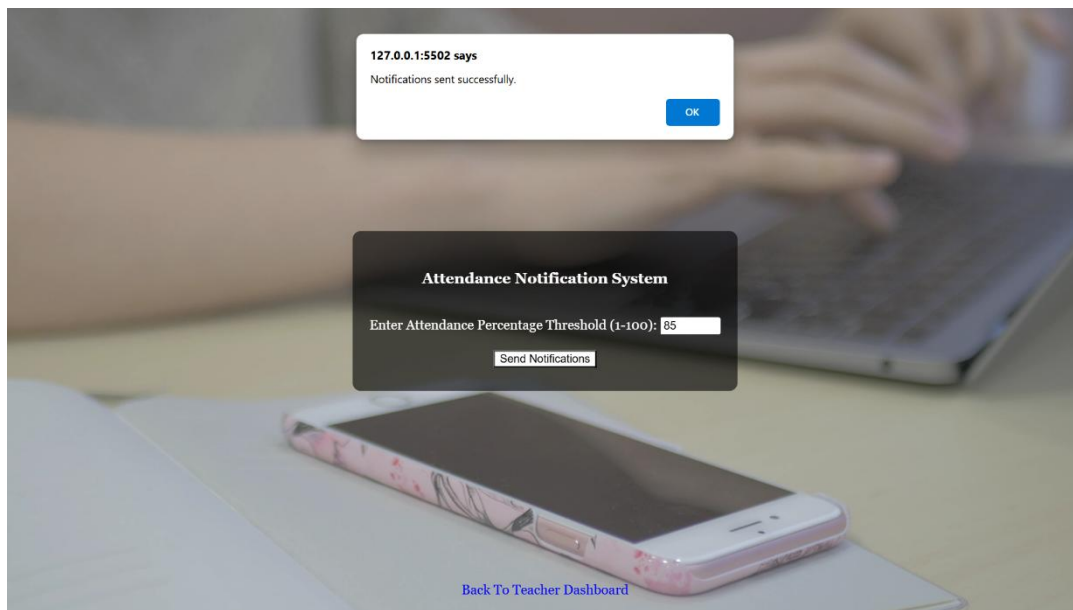 127.0.0.1:5502 says
Notifications sent successfully.
OK
Attendance Notification System
Enter Attendance Percentage Threshold (1-100): 85
Send Notifications
Back To Teacher Dashboard